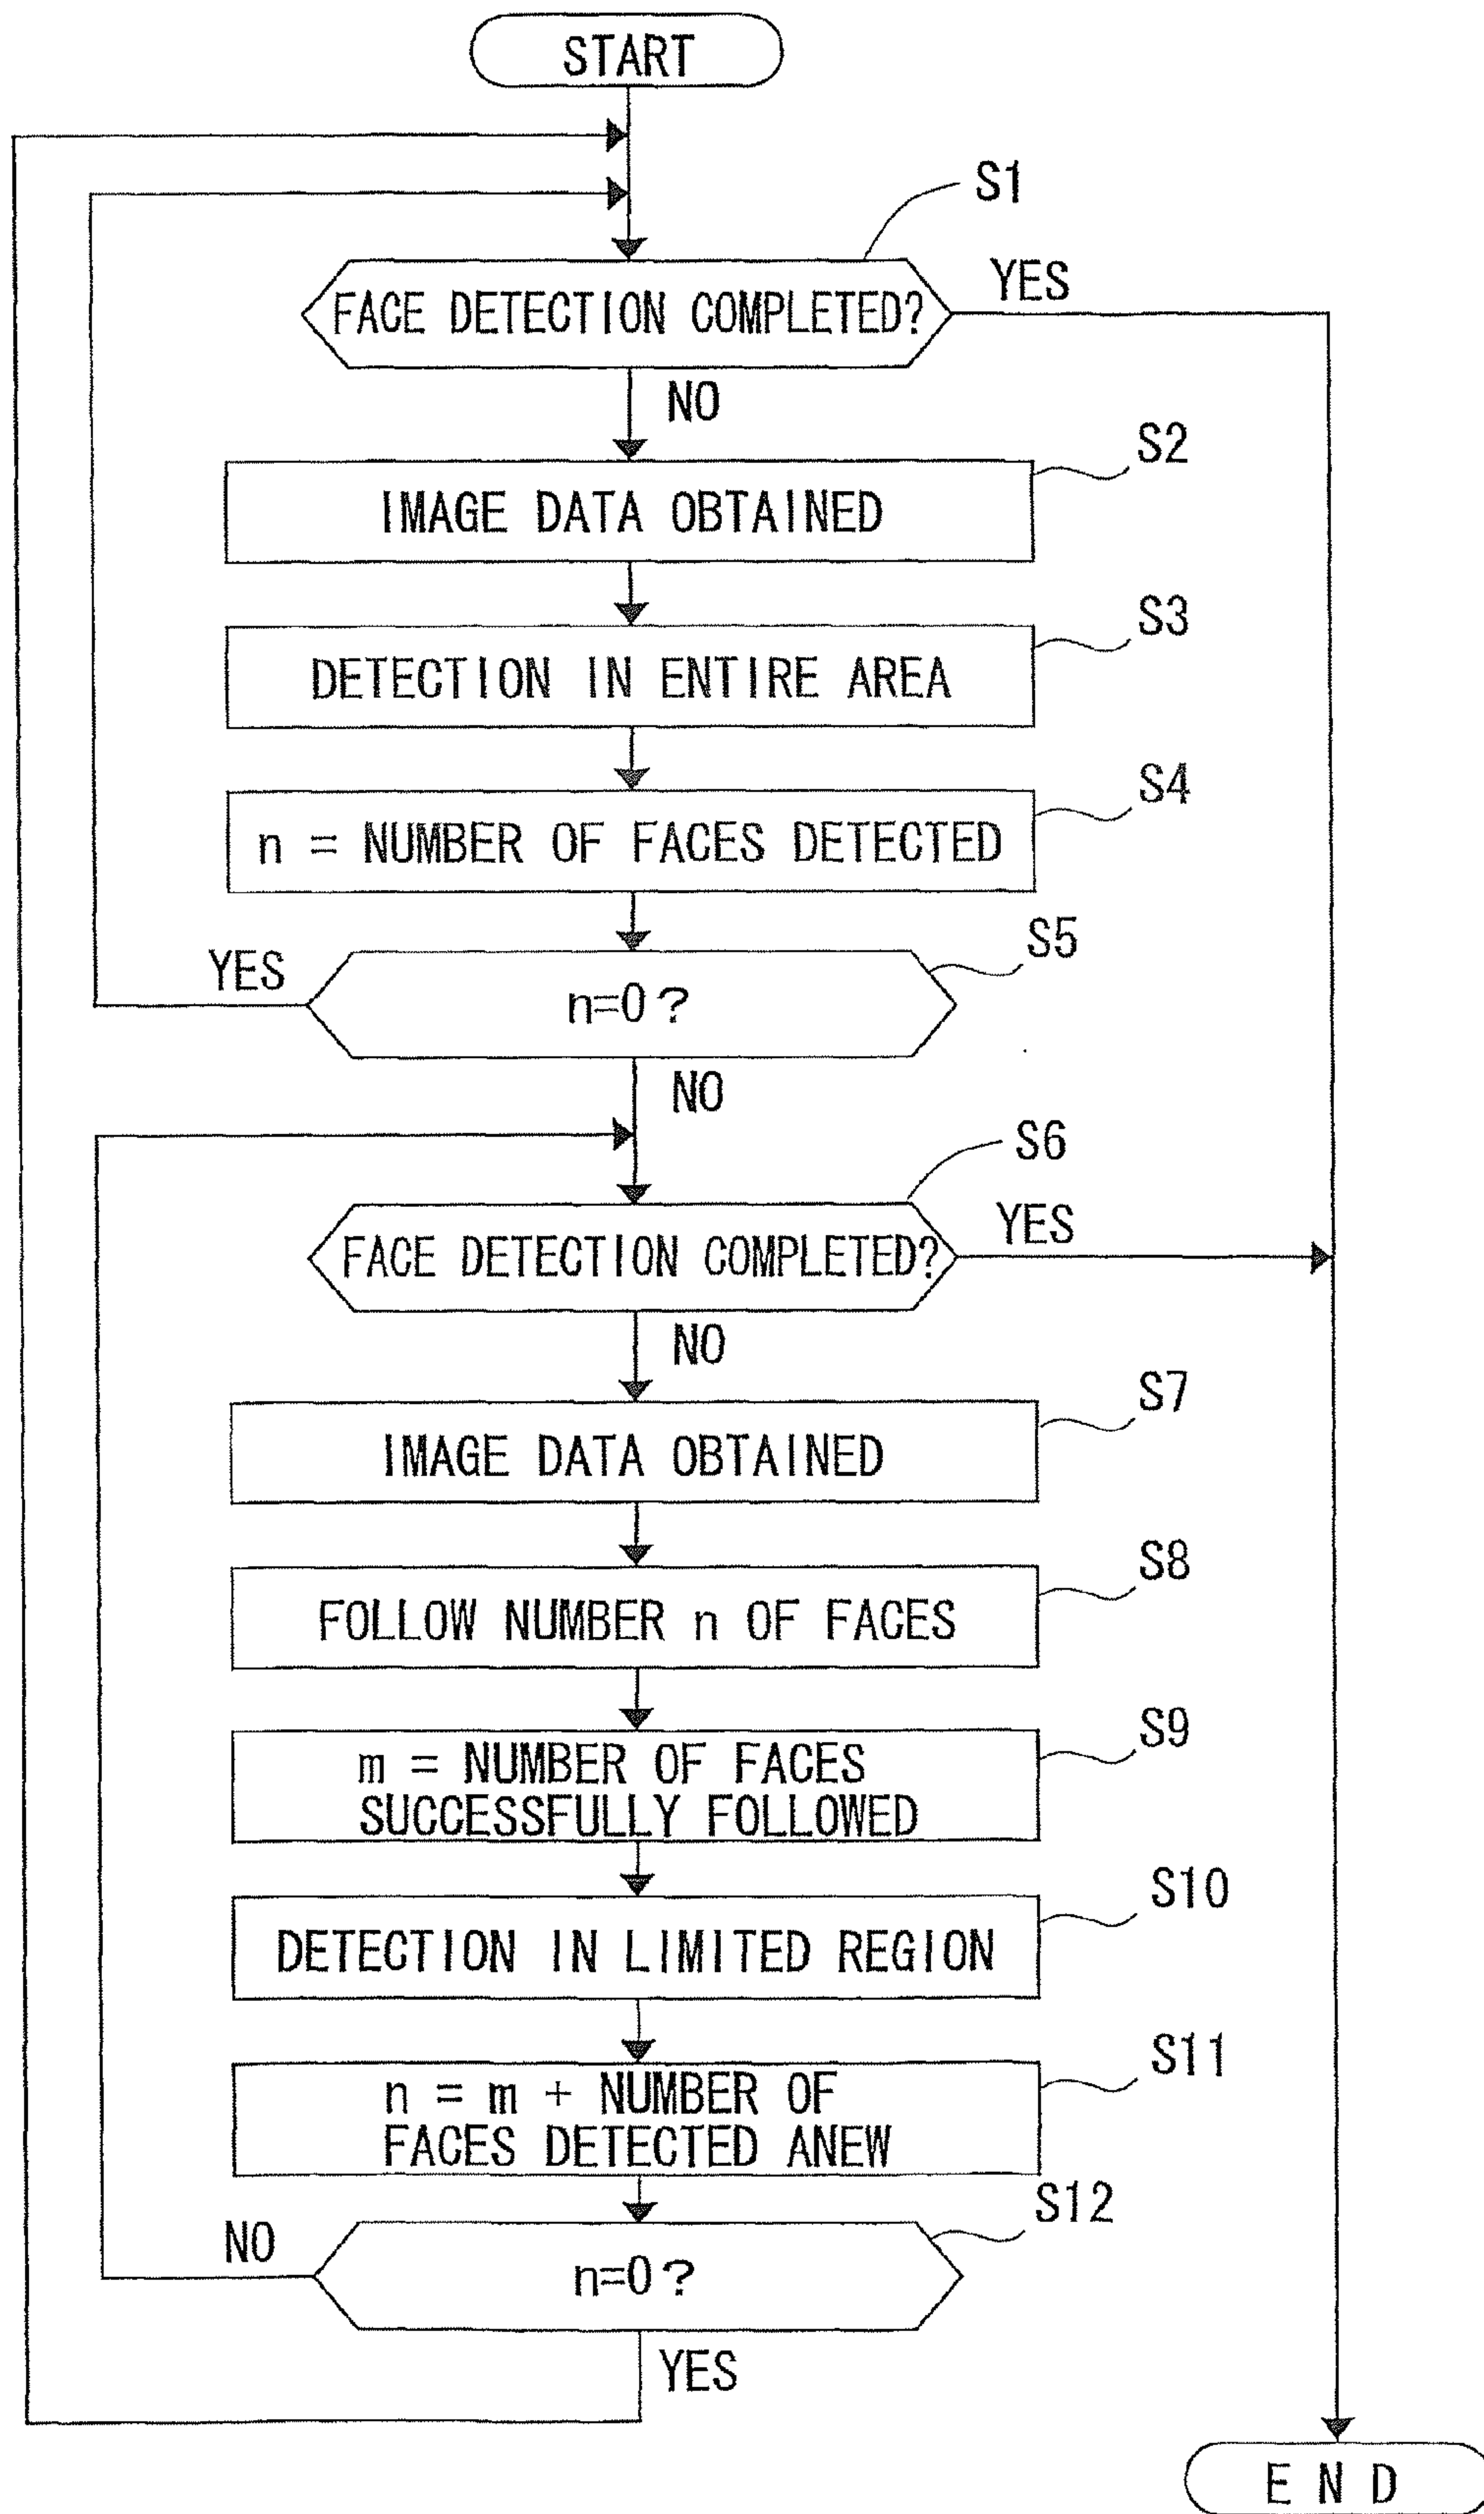 START
S1
FACE DETECTION COMPLETED?
YES
NO
S2
IMAGE DATA OBTAINED
S3
DETECTION IN ENTIRE AREA
S4
n = NUMBER OF FACES DETECTED
S5
YES
n=0?
NO
S6
FACE DETECTION COMPLETED?
YES
NO
S7
IMAGE DATA OBTAINED
S8
FOLLOW NUMBER n OF FACES
S9
m = NUMBER OF FACES
SUCCESSFULLY FOLLOWED
S10
DETECTION IN LIMITED REGION
S11
n = m + NUMBER OF
FACES DETECTED ANEW
S12
NO
n=0?
YES
END